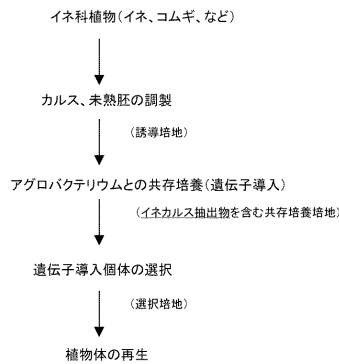 イネ科植物(イネ、コムギ、など)
カルス、未熟胚の調製
(誘導培地)
アグロバクテリウムとの共存培養(遺伝子導入)
(イネカルス抽出物を含む共存培養培地)
遺伝子導入個体の選択
(選択培地)
植物体の再生